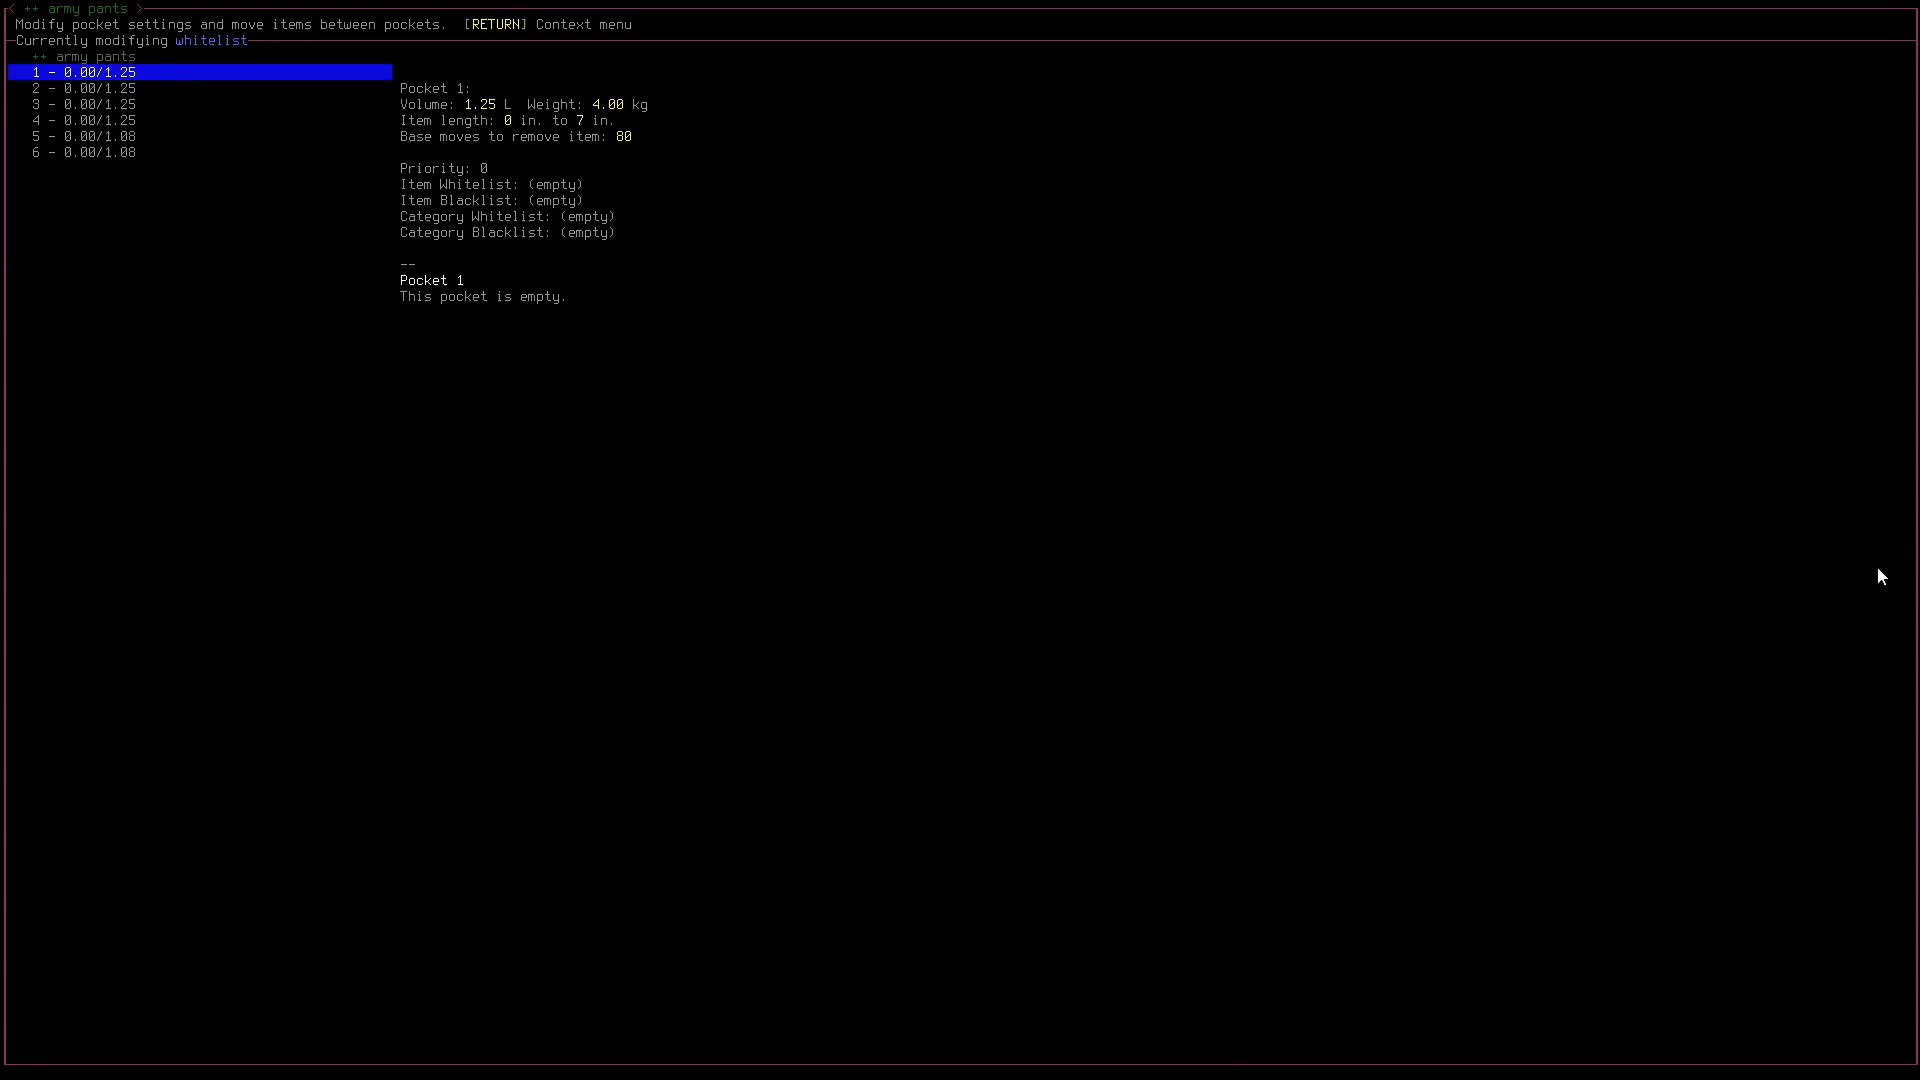 < ++ army pants >
Modify pocket settings and move items between pockets.  [RETURN] Context menu
Currently modifying whitelist
++ army pants
1 - 0.00/1.25
2 - 0.00/1.25
3 - 0.00/1.25
4 - 0.00/1.25
5 - 0.00/1.08
6 - 0.00/1.08
Pocket 1:
Volume: 1.25 L  Weight: 4.00 kg
Item length: 0 in. to 7 in.
Base moves to remove item: 80
Priority: 0
Item Whitelist: (empty)
Item Blacklist: (empty)
Category Whitelist: (empty)
Category Blacklist: (empty)
--
Pocket 1
This pocket is empty.